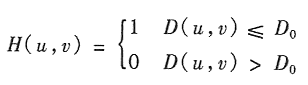 H(u,v) = { 1 D(u,v) ⩽ D₀
0 D(u,v) > D₀